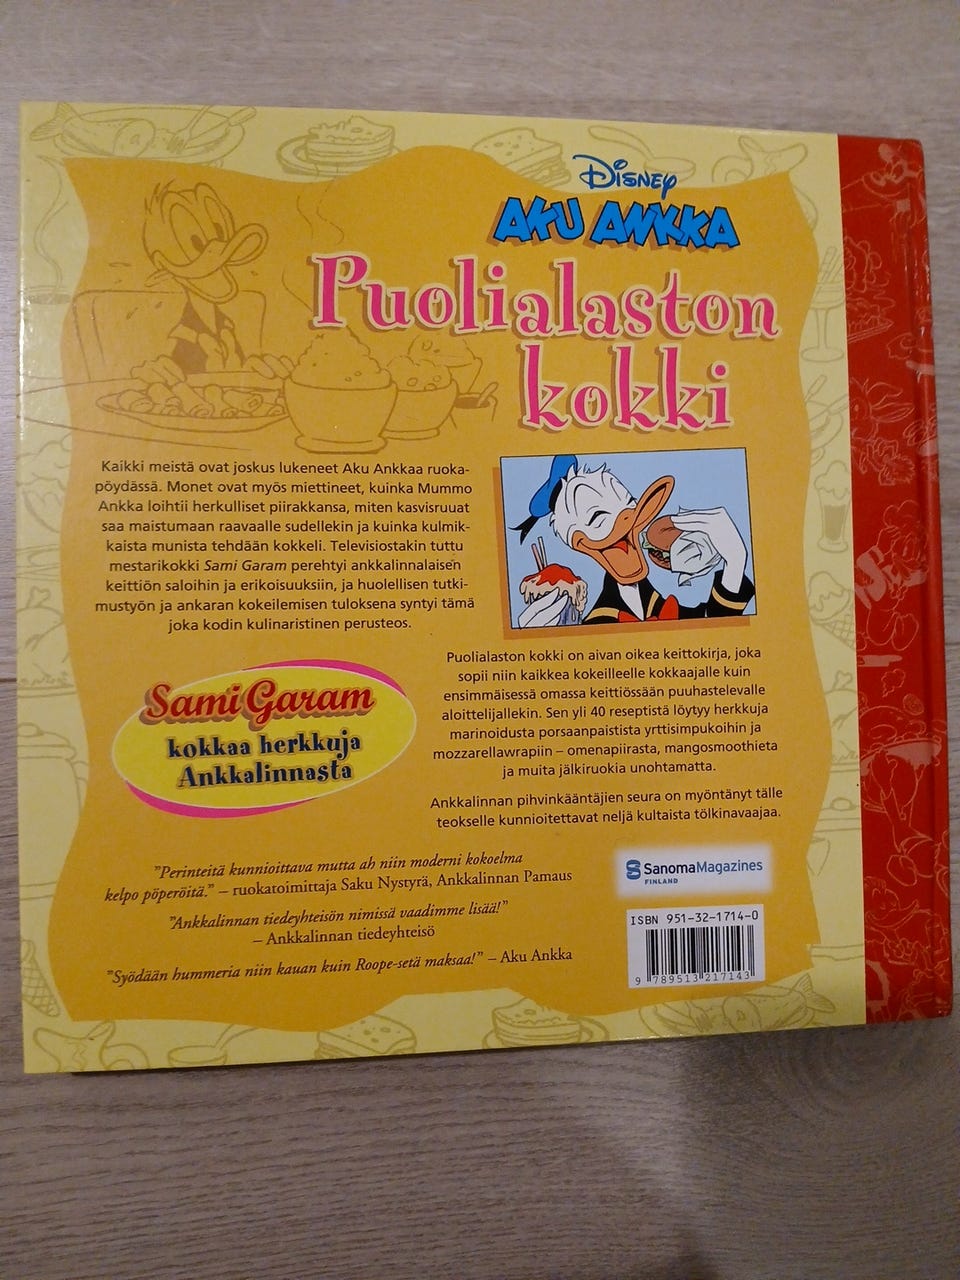 Disney
AKU ANKKA
Puolialaston
kokki
Kaikki meistä ovat joskus lukeneet Aku Ankkaa ruoka-
pöydässä. Monet ovat myös miettineet, kuinka Mummo
Ankka loihtii herkulliset piirakkansa, miten kasvisruuat
saa maistumaan raavaalle sudellekin ja kuinka kulmik-
kaista munista tehdään kokkeli. Televisiostakin tuttu
mestarikokki Sami Garam perehtyi ankkalinnalaisen
keittiön saloihin ja erikoisuuksiin, ja huolellisen tutki-
mustyön ja ankaran kokeilemisen tuloksena syntyi tämä
joka kodin kulinaristinen perusteos.
Sami Garam
kokkaa herkkuja
Ankkalinnasta
Puolialaston kokki on aivan oikea keittokirja, joka
sopii niin kaikkea kokeilleelle kokkaajalle kuin
ensimmäisessä omassa keittiössään puuhastelevalle
aloittelijallekin. Sen yli 40 reseptistä löytyy herkkuja
marinoidusta porsaanpaistista yrttisimpukoihin ja
mozzarellawrapiin – omenapiirasta, mangosmoothieta
ja muita jälkiruokia unohtamatta.
Ankkalinnan pihvinkääntäjien seura on myöntänyt tälle
teokselle kunnioitettavat neljä kultaista tölkinavaajaa.
"Perinteitä kunnioittava mutta ah niin moderni kokoelma
kelpo pöperöitä." – ruokatoimittaja Saku Nystyrä, Ankkalinnan Pamaus
"Ankkalinnan tiedeyhteisön nimissä vaadimme lisää!"
– Ankkalinnan tiedeyhteisö
"Syödään hummeria niin kauan kuin Roope-setä maksaa!" – Aku Ankka
SanomaMagazines
FINLAND
ISBN 951-32-1714-0
9 789513 217143